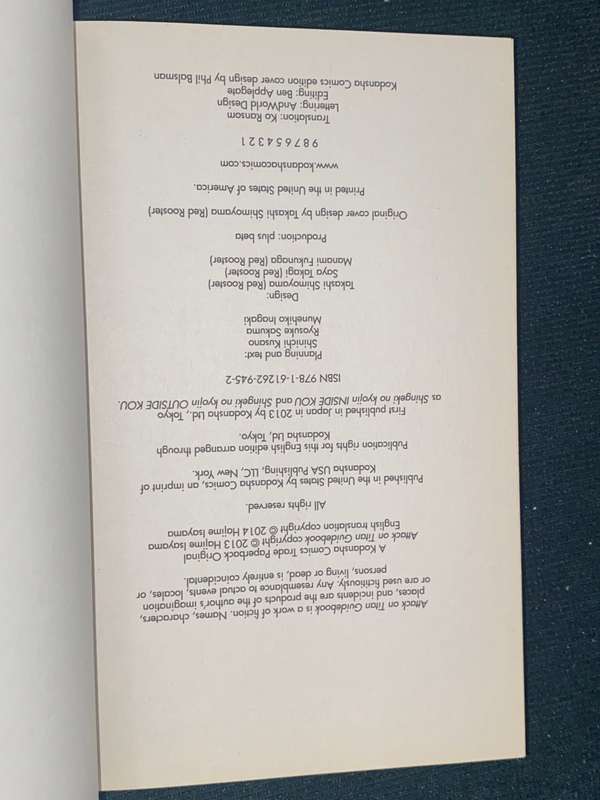 Attack on Titan Guidebook is a work of fiction. Names, characters,
places, and incidents are the products of the author's imagination
or are used fictitiously. Any resemblance to actual events, locales, or
persons, living or dead, is entirely coincidental.
A Kodansha Comics Trade Paperback Original
Attack on Titan Guidebook copyright © 2013 Hajime Isayama
English translation copyright © 2014 Hajime Isayama
All rights reserved.
Published in the United States by Kodansha Comics, an imprint of
Kodansha USA Publishing, LLC, New York.
Publication rights for this English edition arranged through
Kodansha Ltd, Tokyo.
First published in Japan in 2013 by Kodansha Ltd., Tokyo
as Shingeki no kyojin INSIDE KOU and Shingeki no kyojin OUTSIDE KOU.
ISBN 978-1-61262-945-2
Planning and text:
Shinichi Kusano
Ryosuke Sakuma
Munehiko Inagaki
Design:
Takashi Shimoyama (Red Rooster)
Saya Takagi (Red Rooster)
Manami Fukunaga (Red Rooster)
Production: plus beta
Original cover design by Takashi Shimoyama (Red Rooster)
Printed in the United States of America.
www.kodanshacomics.com
9 8 7 6 5 4 3 2 1
Translation: Ko Ransom
Lettering: AndWorld Design
Editing: Ben Applegate
Kodansha Comics edition cover design by Phil Balsman